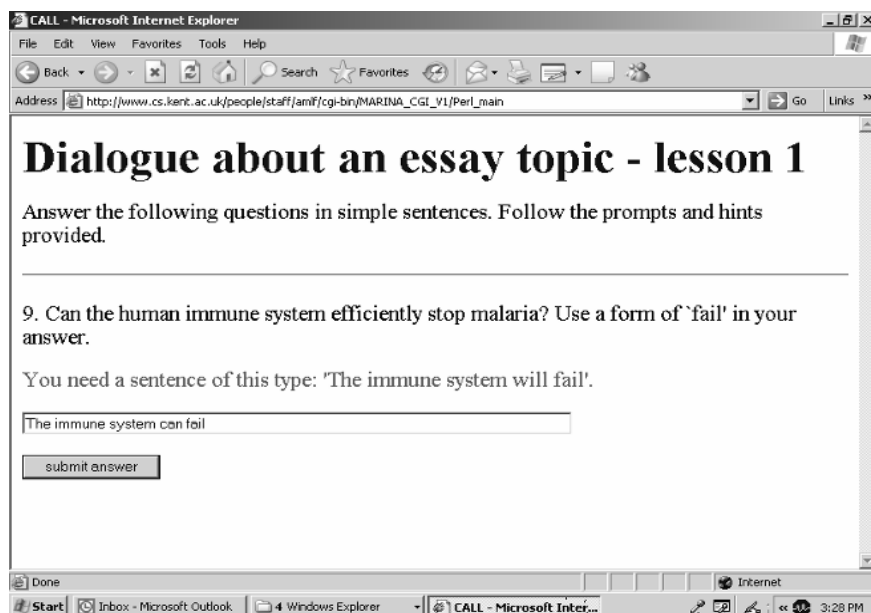 CALL - Microsoft Internet Explorer
File Edit View Favorites Tools Help
Back Search Favorites
Address http://www.cs.kent.ac.uk/people/staff/amlf/cgi-bin/MARINA_CGI_V1/Perl_main Go Links »
Dialogue about an essay topic - lesson 1
Answer the following questions in simple sentences. Follow the prompts and hints
provided.
9. Can the human immune system efficiently stop malaria? Use a form of `fail' in your
answer.
You need a sentence of this type: 'The immune system will fail'.
The immune system can fail
submit answer
Done Internet
Start Inbox - Microsoft Outlook 4 Windows Explorer CALL - Microsoft Inter... « 3:28 PM